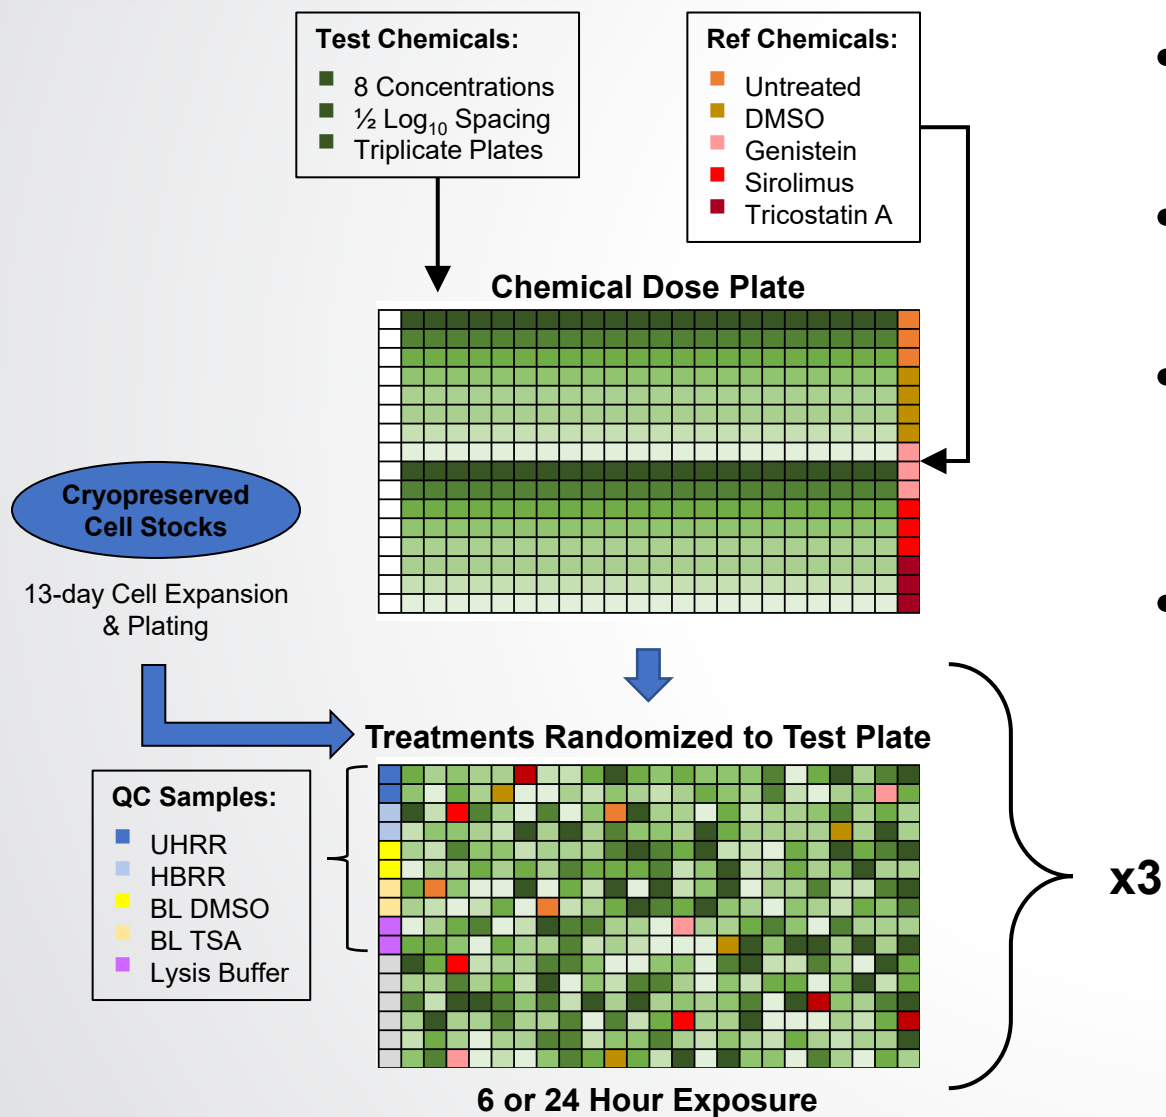 Test Chemicals:
8 Concentrations
½ Log₁₀ Spacing
Triplicate Plates
Ref Chemicals:
Untreated
DMSO
Genistein
Sirolimus
Tricostatin A
Chemical Dose Plate
Cryopreserved
Cell Stocks
13-day Cell Expansion
& Plating
Treatments Randomized to Test Plate
QC Samples:
UHRR
HBRR
BL DMSO
BL TSA
Lysis Buffer
x3
6 or 24 Hour Exposure